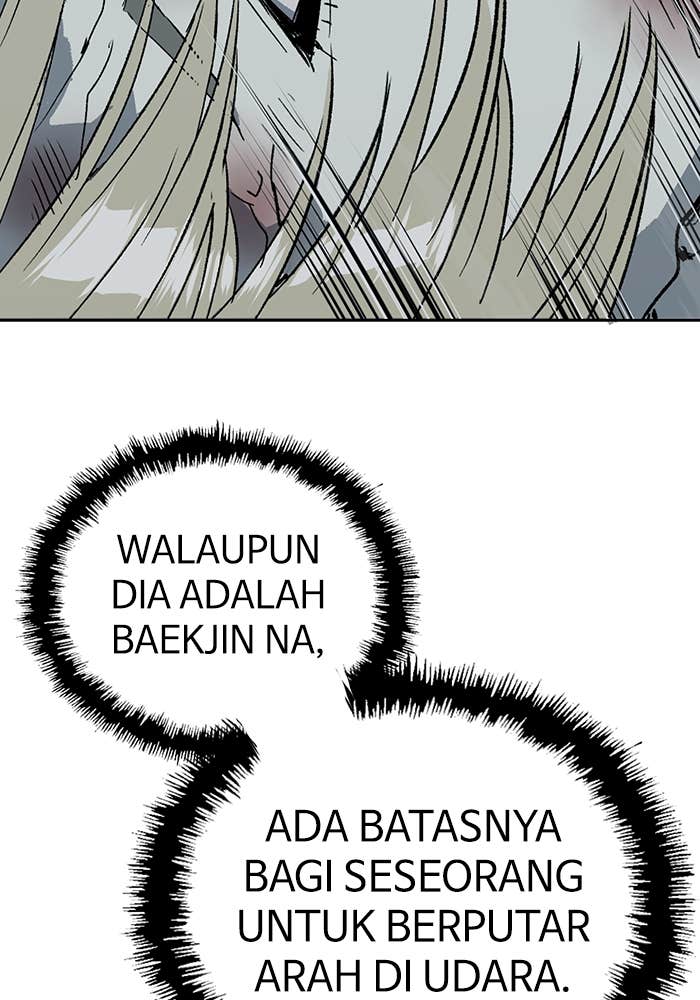 WALAUPUN
DIA ADALAH
BAEKJIN NA,
ADA BATASNYA
BAGI SESEORANG
UNTUK BERPUTAR
ARAH DI UDARA.